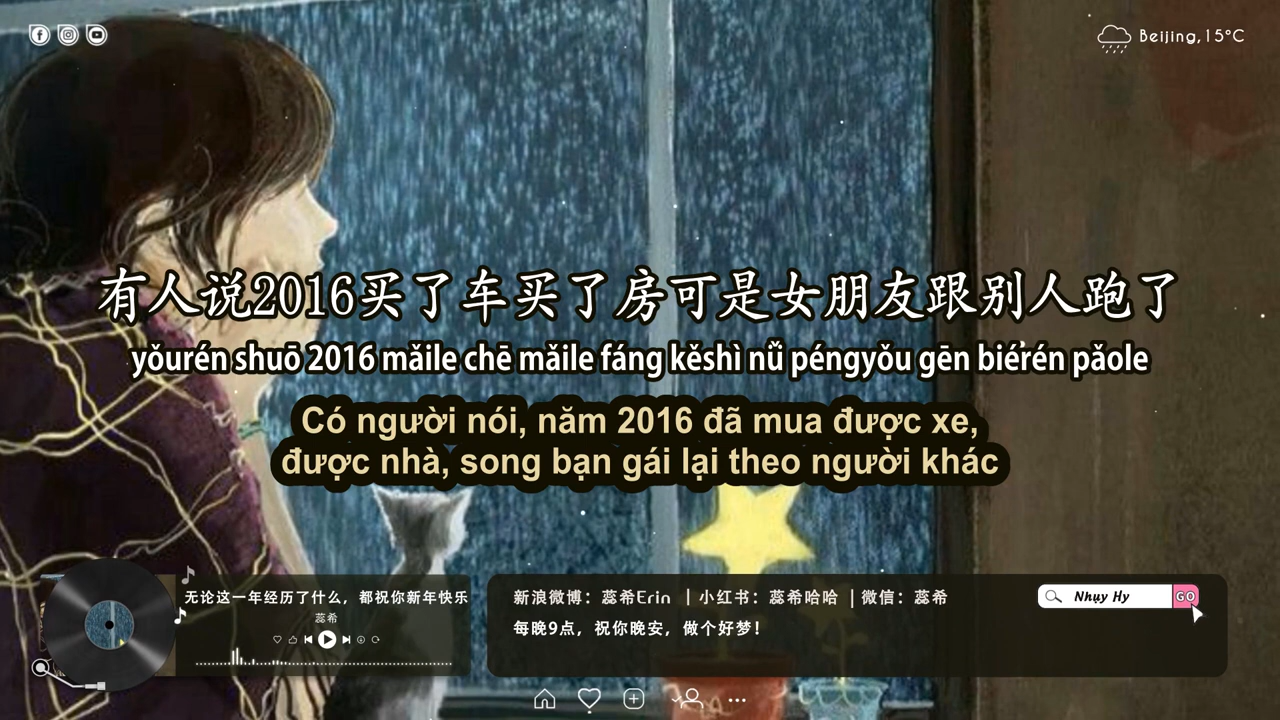 Beijing,15°C
有人说2016买了车买了房可是女朋友跟别人跑了
yǒurén shuō 2016 mǎile chē mǎile fáng kěshì nǚ péngyǒu gēn biérén pǎole
Có người nói, năm 2016 đã mua được xe,
được nhà, song bạn gái lại theo người khác
无论这一年经历了什么，都祝你新年快乐
蕊希
新浪微博：蕊希Erin ｜小红书：蕊希哈哈 ｜微信：蕊希
每晚9点，祝你晚安，做个好梦！
Nhụy Hy
GO